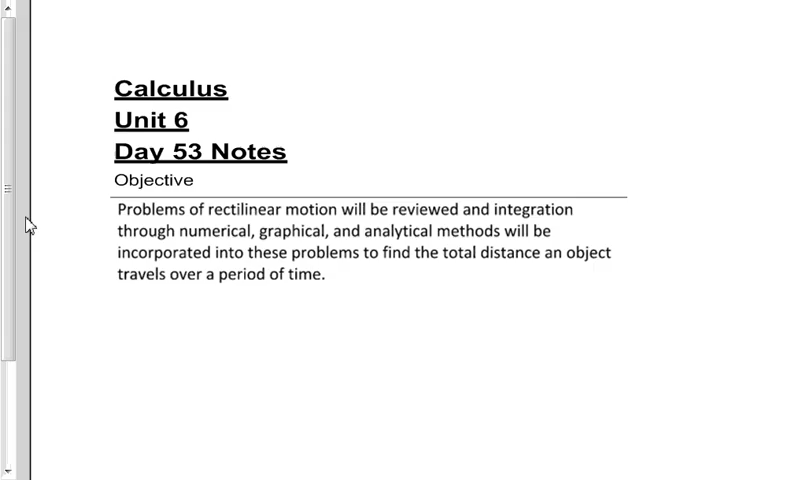 Calculus
Unit 6
Day 53 Notes
Objective
Problems of rectilinear motion will be reviewed and integration
through numerical, graphical, and analytical methods will be
incorporated into these problems to find the total distance an object
travels over a period of time.